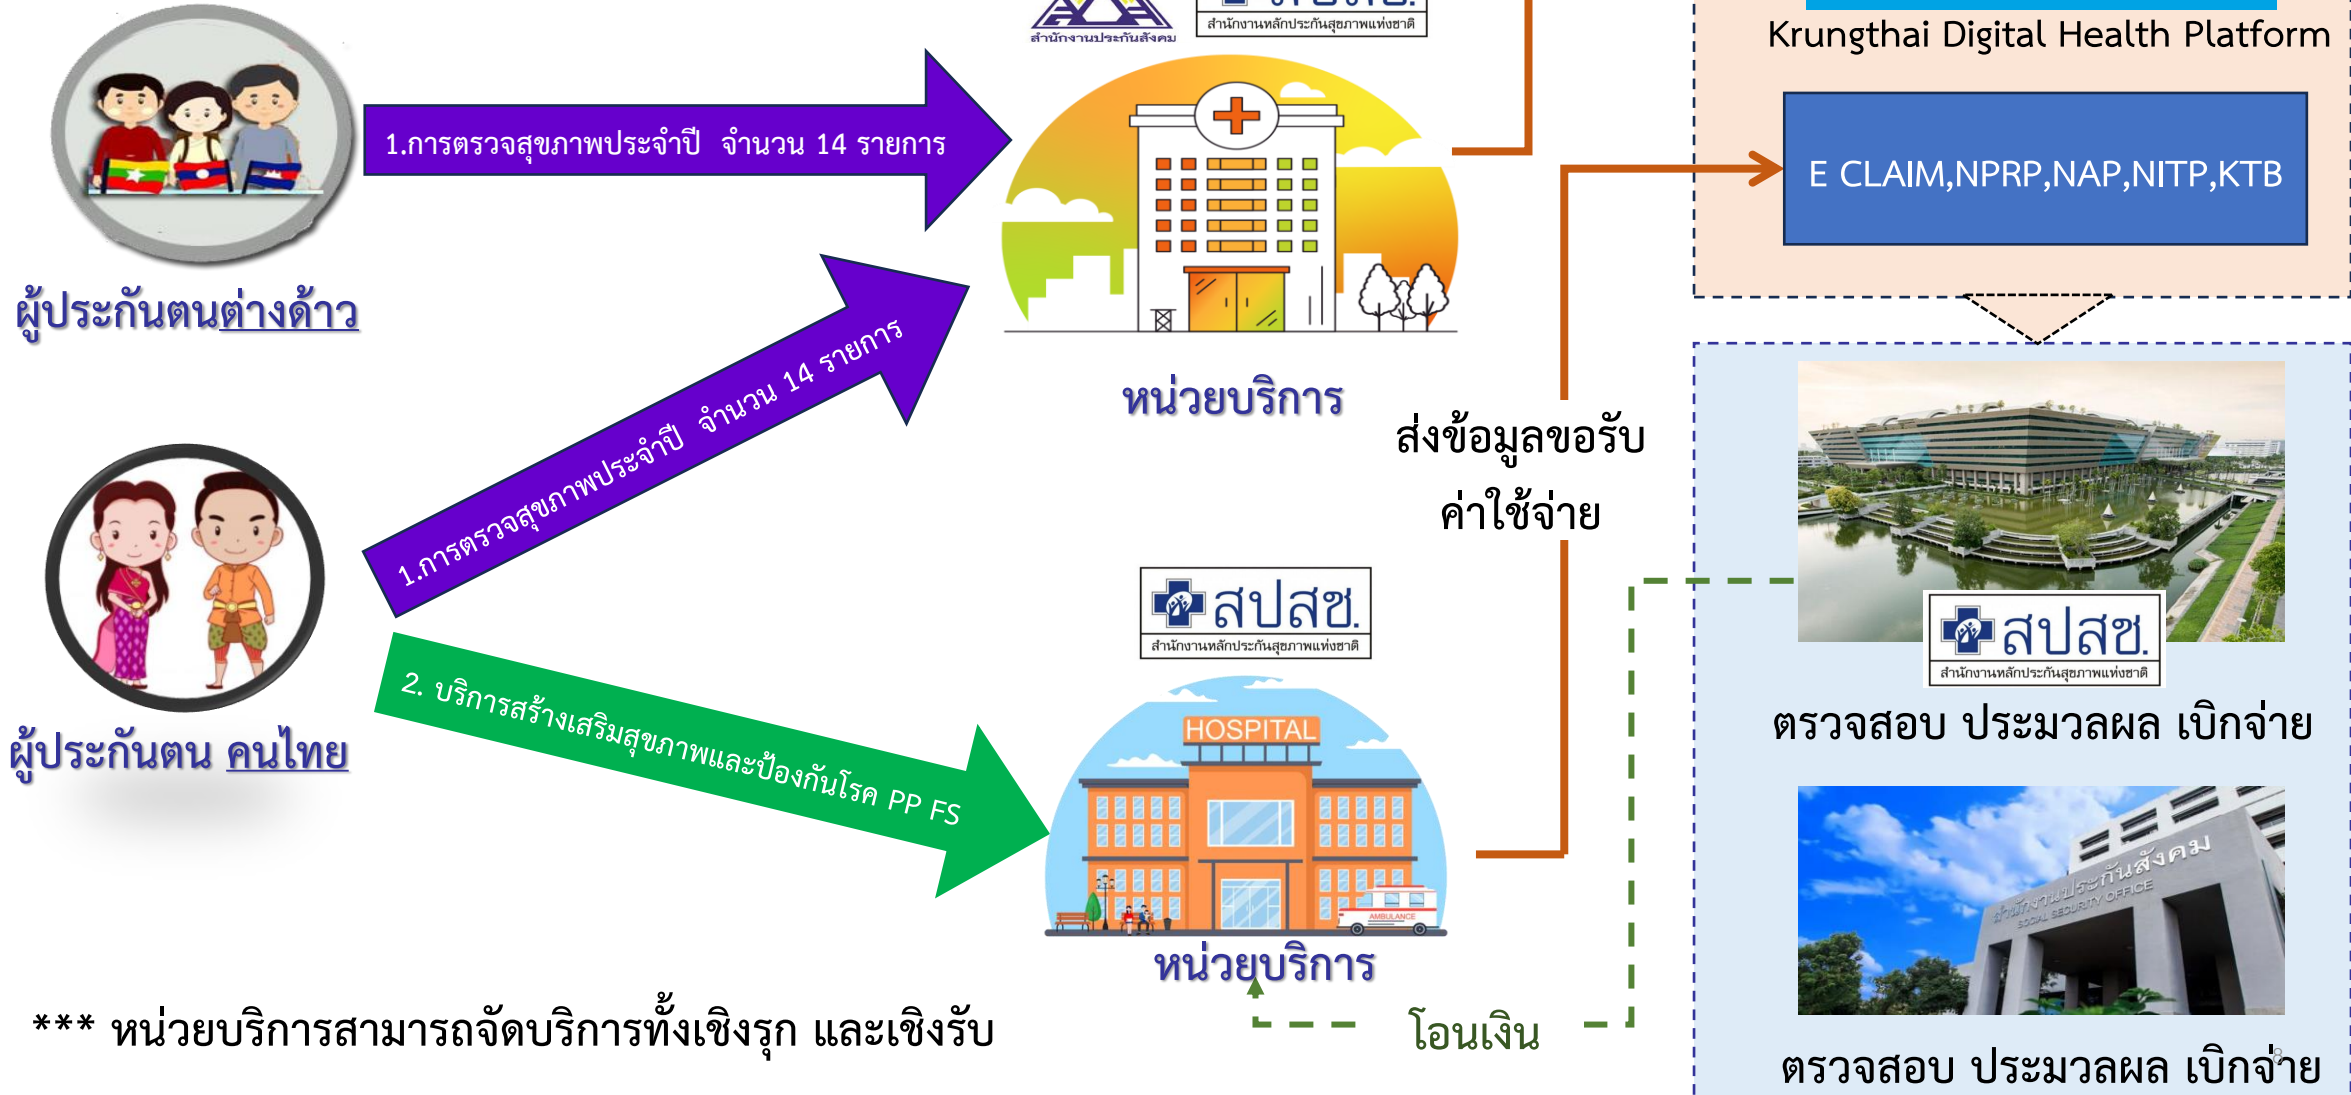 สำนักงานประกันสังคม
สำนักงานหลักประกันสุขภาพแห่งชาติ
Krungthai Digital Health Platform
1.การตรวจสุขภาพประจำปี จำนวน 14 รายการ
E CLAIM,NPRP,NAP,NITP,KTB
ผู้ประกันตนต่างด้าว
1.การตรวจสุขภาพประจำปี จำนวน 14 รายการ
หน่วยบริการ
ส่งข้อมูลขอรับ
ค่าใช้จ่าย
สปสช.
สำนักงานหลักประกันสุขภาพแห่งชาติ
สปสช.
สำนักงานหลักประกันสุขภาพแห่งชาติ
ตรวจสอบ ประมวลผล เบิกจ่าย
ผู้ประกันตน คนไทย
2. บริการสร้างเสริมสุขภาพและป้องกันโรค PP FS
HOSPITAL
AMBULANCE
หน่วยบริการ
สำนักงานประกันสังคม
SOCIAL SECURITY OFFICE
*** หน่วยบริการสามารถจัดบริการทั้งเชิงรุก และเชิงรับ
โอนเงิน
ตรวจสอบ ประมวลผล เบิกจ่าย
8